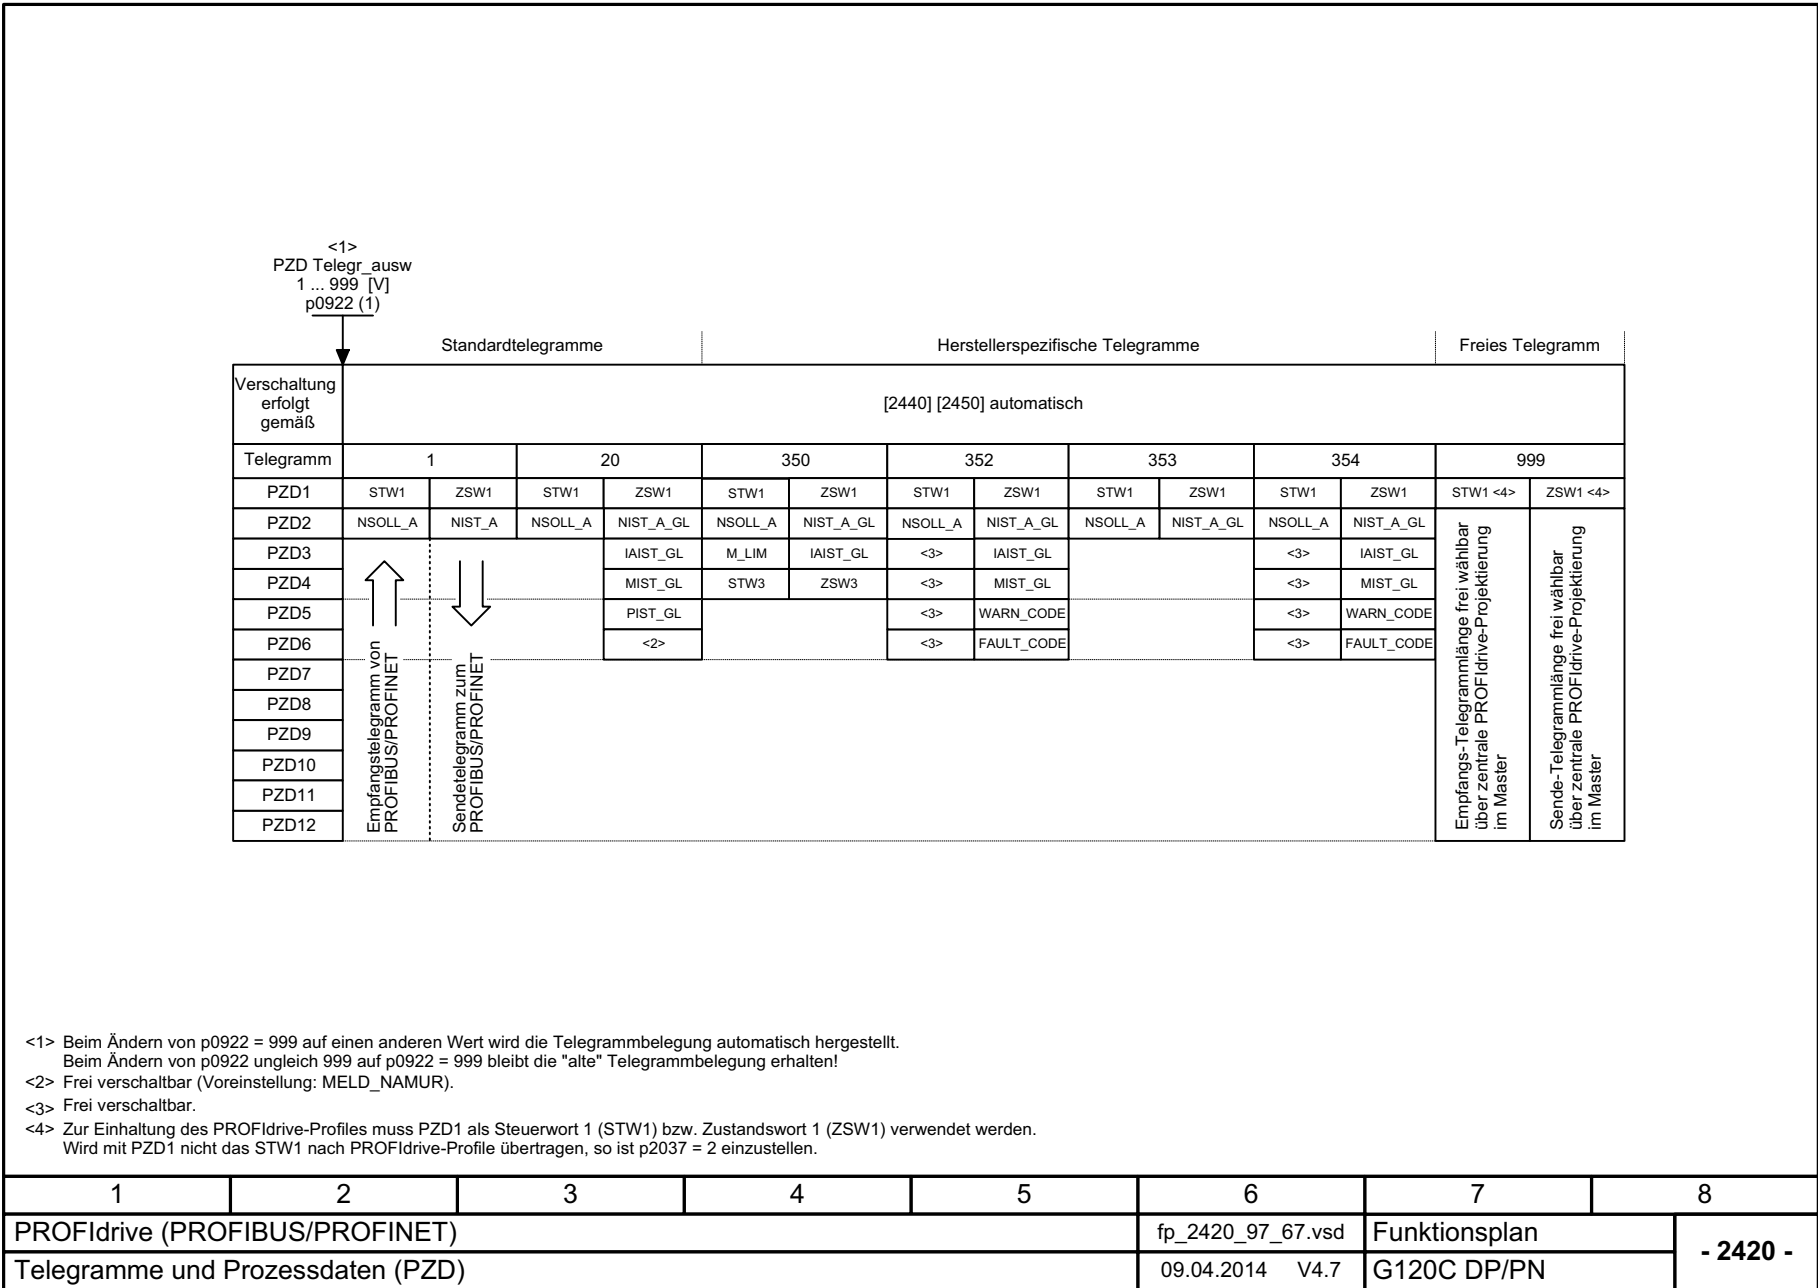 <1>
PZD Telegr_ausw
1 ... 999 [V]
p0922 (1)
Standardtelegramme Herstellerspezifische Telegramme Freies Telegramm
Verschaltung
erfolgt
gemäß
[2440] [2450] automatisch
Telegramm 1 20 350 352 353 354 999
PZD1 STW1 ZSW1 STW1 ZSW1 STW1 ZSW1 STW1 ZSW1 STW1 ZSW1 STW1 ZSW1 STW1 <4> ZSW1 <4>
PZD2 NSOLL_A NIST_A NSOLL_A NIST_A_GL NSOLL_A NIST_A_GL NSOLL_A NIST_A_GL NSOLL_A NIST_A_GL NSOLL_A NIST_A_GL
PZD3 IAIST_GL M_LIM IAIST_GL <3> IAIST_GL <3> IAIST_GL
PZD4 MIST_GL STW3 ZSW3 <3> MIST_GL <3> MIST_GL
PZD5 PIST_GL <3> WARN_CODE <3> WARN_CODE
PZD6 <2> <3> FAULT_CODE <3> FAULT_CODE
PZD7
PZD8
PZD9
PZD10
PZD11
PZD12
Empfangstelegramm von
PROFIBUS/PROFINET
Sendetelegramm zum
PROFIBUS/PROFINET
Empfangs-Telegrammlänge frei wählbar
über zentrale PROFIdrive-Projektierung
im Master
Sende-Telegrammlänge frei wählbar
über zentrale PROFIdrive-Projektierung
im Master
<1> Beim Ändern von p0922 = 999 auf einen anderen Wert wird die Telegrammbelegung automatisch hergestellt.
Beim Ändern von p0922 ungleich 999 auf p0922 = 999 bleibt die "alte" Telegrammbelegung erhalten!
<2> Frei verschaltbar (Voreinstellung: MELD_NAMUR).
<3> Frei verschaltbar.
<4> Zur Einhaltung des PROFIdrive-Profiles muss PZD1 als Steuerwort 1 (STW1) bzw. Zustandswort 1 (ZSW1) verwendet werden.
Wird mit PZD1 nicht das STW1 nach PROFIdrive-Profile übertragen, so ist p2037 = 2 einzustellen.
1 2 3 4 5 6 7 8
PROFIdrive (PROFIBUS/PROFINET) fp_2420_97_67.vsd Funktionsplan
- 2420 -
Telegramme und Prozessdaten (PZD) 09.04.2014 V4.7 G120C DP/PN